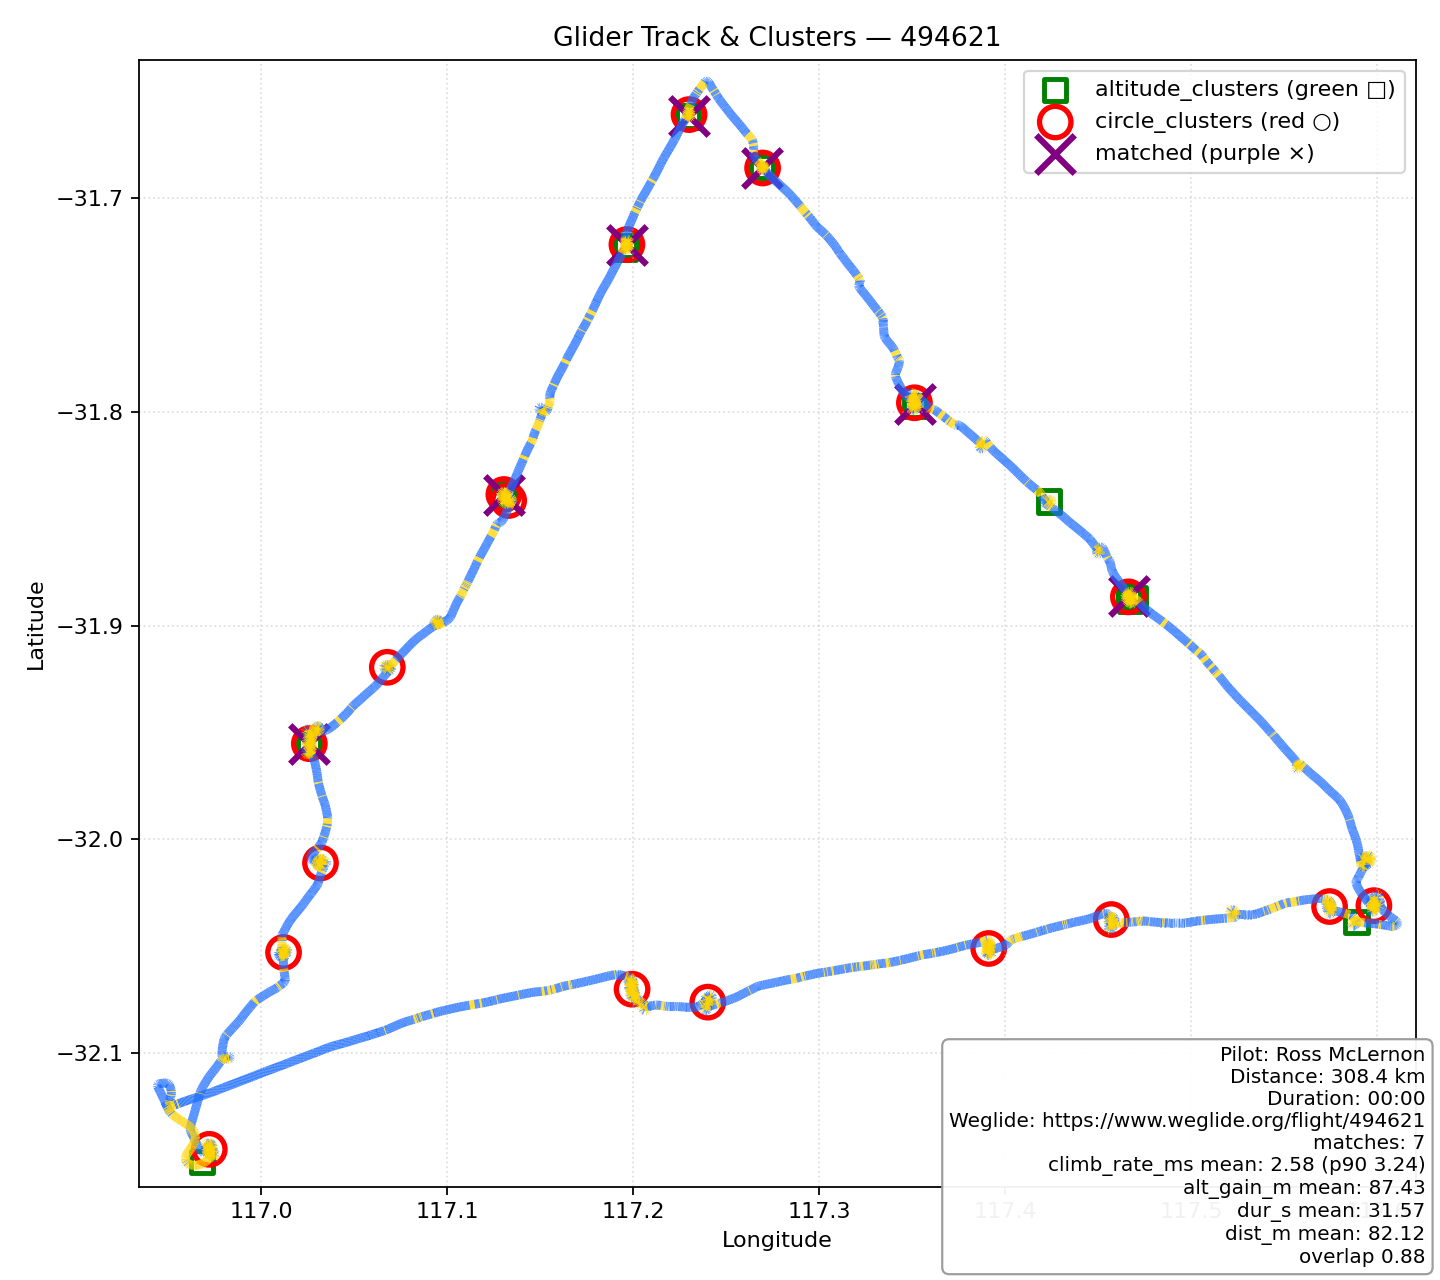 Glider Track & Clusters — 494621
altitude_clusters (green □)
circle_clusters (red ○)
matched (purple ×)
−31.7
−31.8
−31.9
−32.0
−32.1
Latitude
117.0
117.1
117.2
117.3
117.4
117.5
Longitude
Pilot: Ross McLernon
Distance: 308.4 km
Duration: 00:00
Weglide: https://www.weglide.org/flight/494621
matches: 7
climb_rate_ms mean: 2.58 (p90 3.24)
alt_gain_m mean: 87.43
dur_s mean: 31.57
dist_m mean: 82.12
overlap 0.88